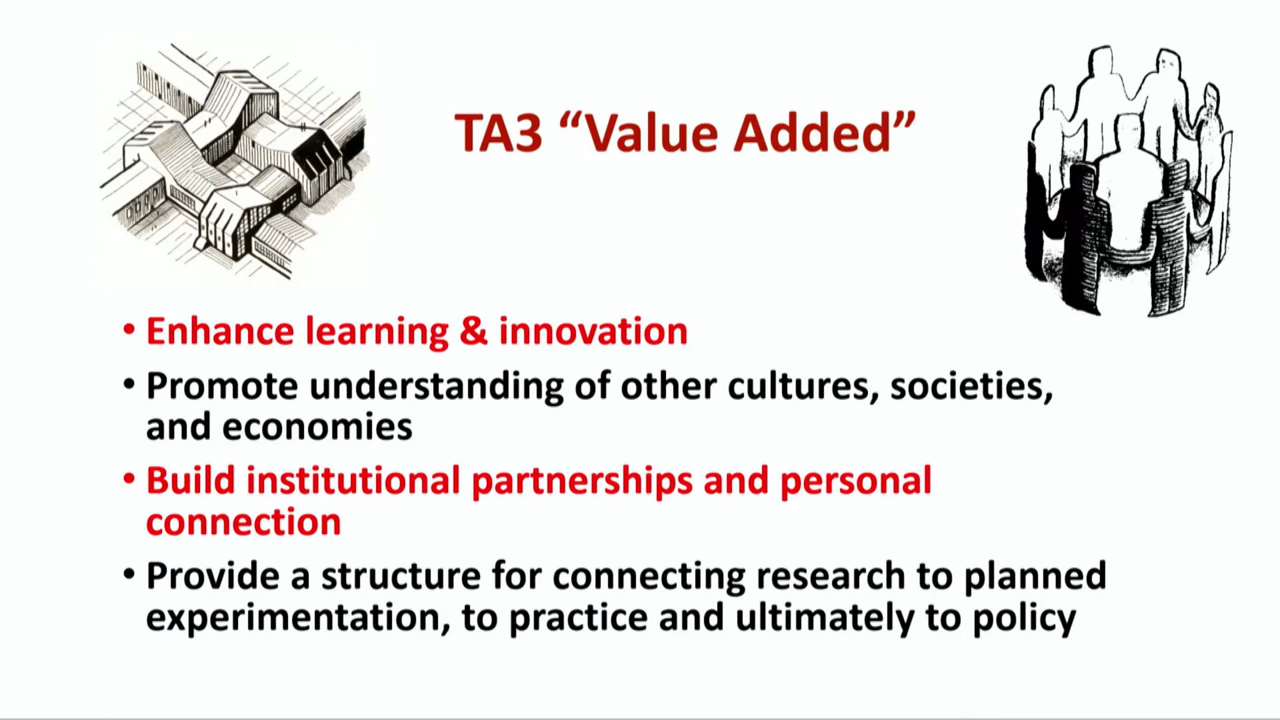 TA3 “Value Added”
• Enhance learning & innovation
• Promote understanding of other cultures, societies,
and economies
• Build institutional partnerships and personal
connection
• Provide a structure for connecting research to planned
experimentation, to practice and ultimately to policy